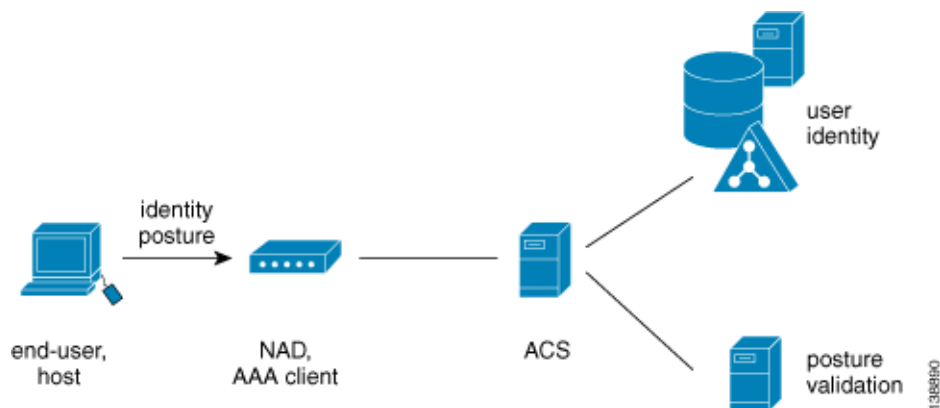 user
identity
identity
posture
end-user,
host
NAD,
AAA client
ACS
posture
validation
138890